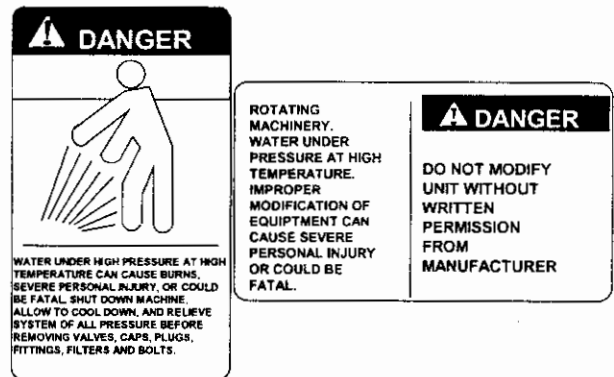 DANGER
WATER UNDER HIGH PRESSURE AT HIGH
TEMPERATURE CAN CAUSE BURNS,
SEVERE PERSONAL INJURY, OR COULD
BE FATAL. SHUT DOWN MACHINE,
ALLOW TO COOL DOWN, AND RELIEVE
SYSTEM OF ALL PRESSURE BEFORE
REMOVING VALVES, CAPS, PLUGS,
FITTINGS, FILTERS AND BOLTS.
ROTATING
MACHINERY.
WATER UNDER
PRESSURE AT HIGH
TEMPERATURE.
IMPROPER
MODIFICATION OF
EQUIPTMENT CAN
CAUSE SEVERE
PERSONAL INJURY
OR COULD BE
FATAL.
DANGER
DO NOT MODIFY
UNIT WITHOUT
WRITTEN
PERMISSION
FROM
MANUFACTURER